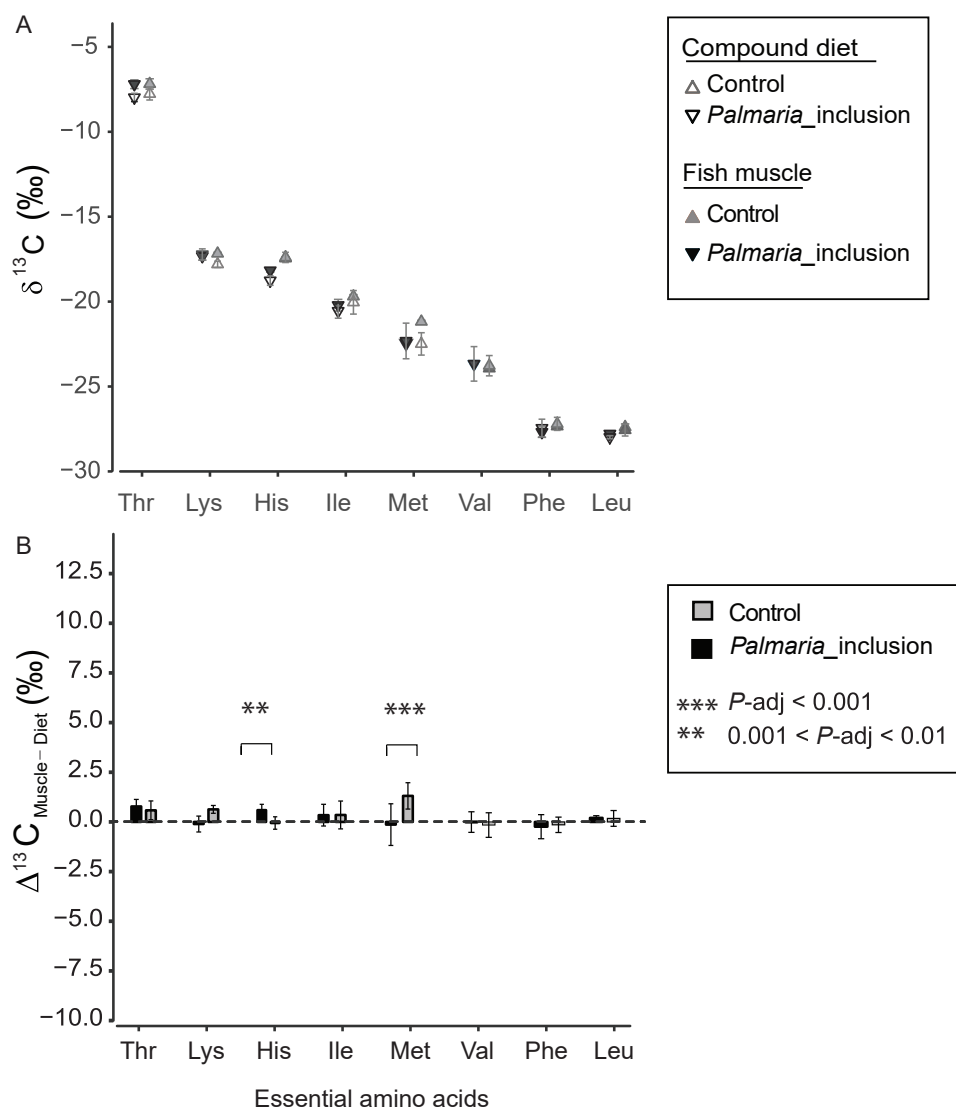 A
−5
−10
−15
−20
−25
−30
δ 13C (‰)
Thr Lys His Ile Met Val Phe Leu
Compound diet
Control
Palmaria_inclusion
Fish muscle
Control
Palmaria_inclusion
B
12.5
10.0
7.5
5.0
2.5
0.0
−2.5
−5.0
−7.5
−10.0
Δ13C Muscle−Diet (‰)
** ***
Thr Lys His Ile Met Val Phe Leu
Essential amino acids
Control
Palmaria_inclusion
*** P-adj < 0.001
** 0.001 < P-adj < 0.01